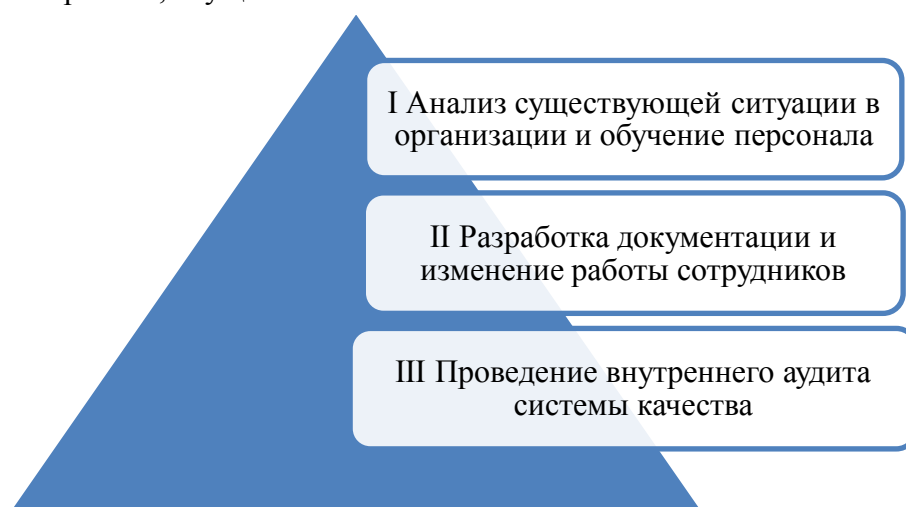 I Анализ существующей ситуации в
организации и обучение персонала
II Разработка документации и
изменение работы сотрудников
III Проведение внутреннего аудита
системы качества